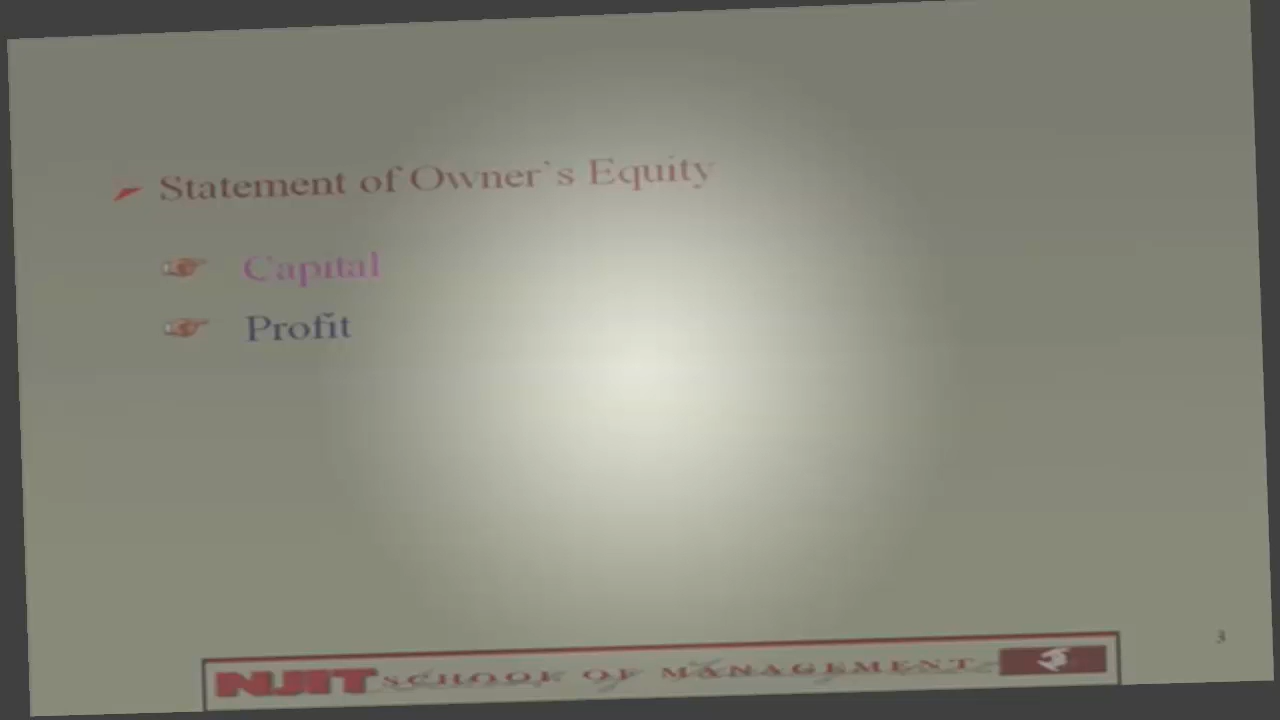 Statement of Owner`s Equity
Capital
Profit
3
NJIT SCHOOL OF MANAGEMENT